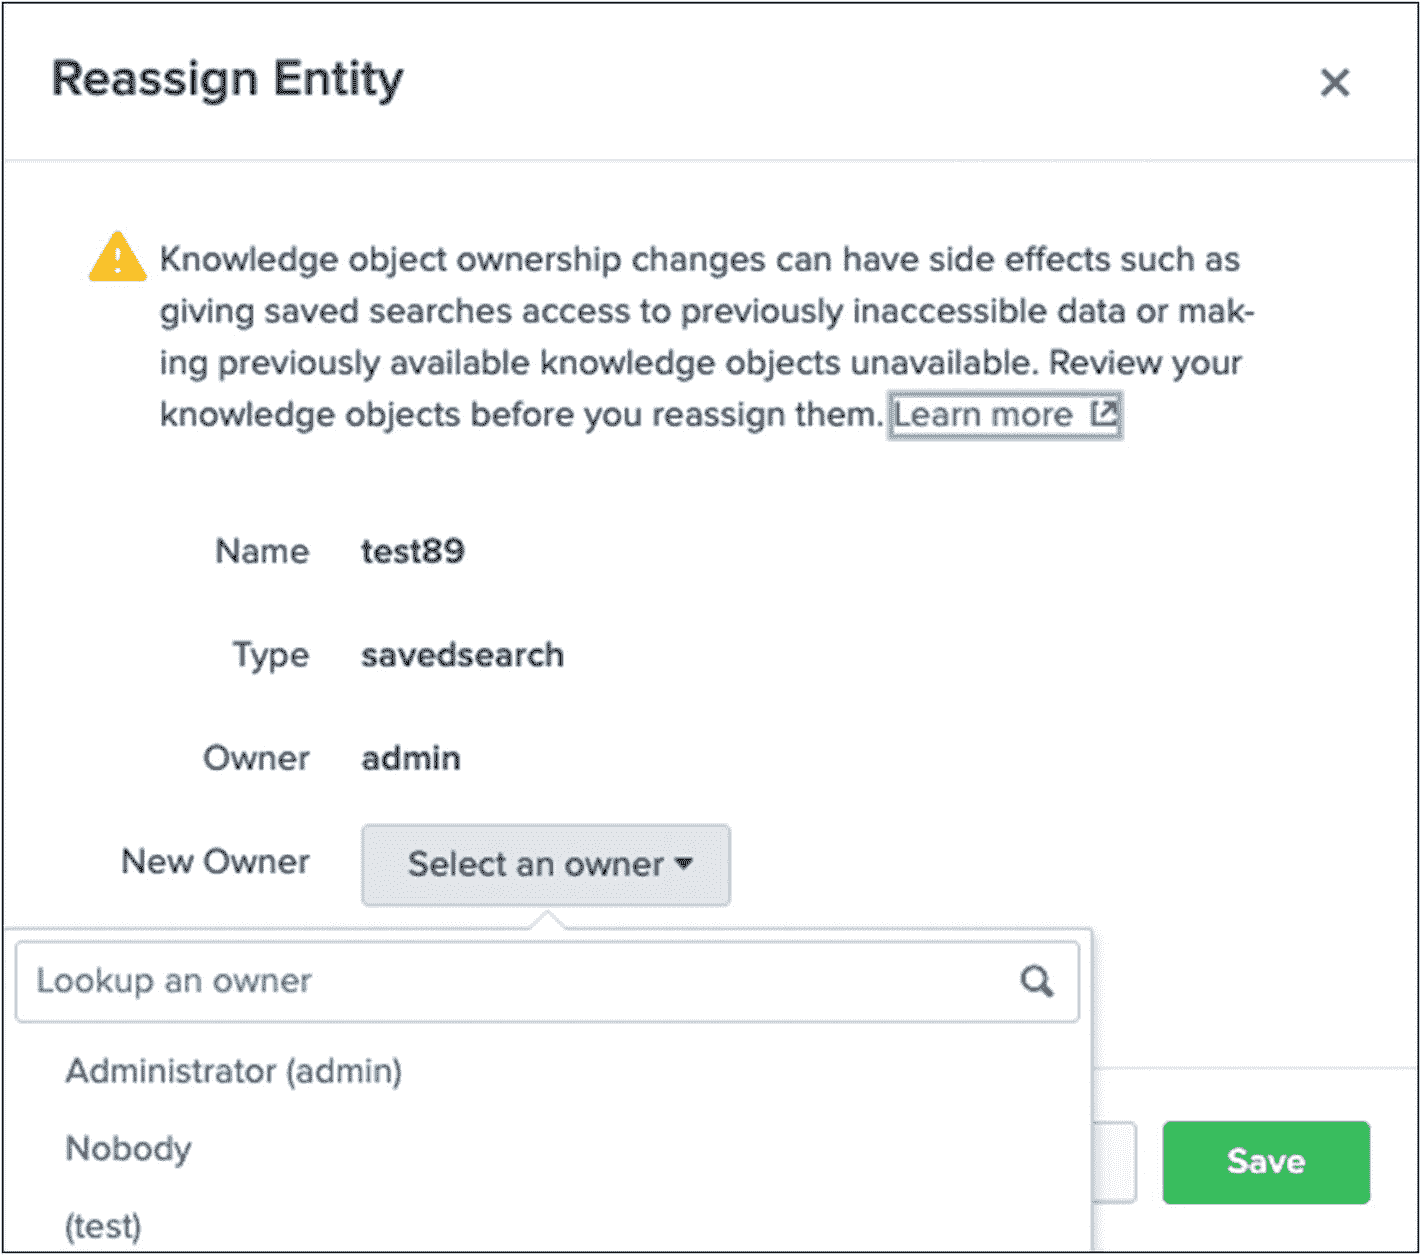 Reassign Entity
Knowledge object ownership changes can have side effects such as
giving saved searches access to previously inaccessible data or mak-
ing previously available knowledge objects unavailable. Review your
knowledge objects before you reassign them. Learn more
Name test89
Type savedsearch
Owner admin
New Owner Select an owner
Lookup an owner
Administrator (admin)
Nobody
Save
(test)